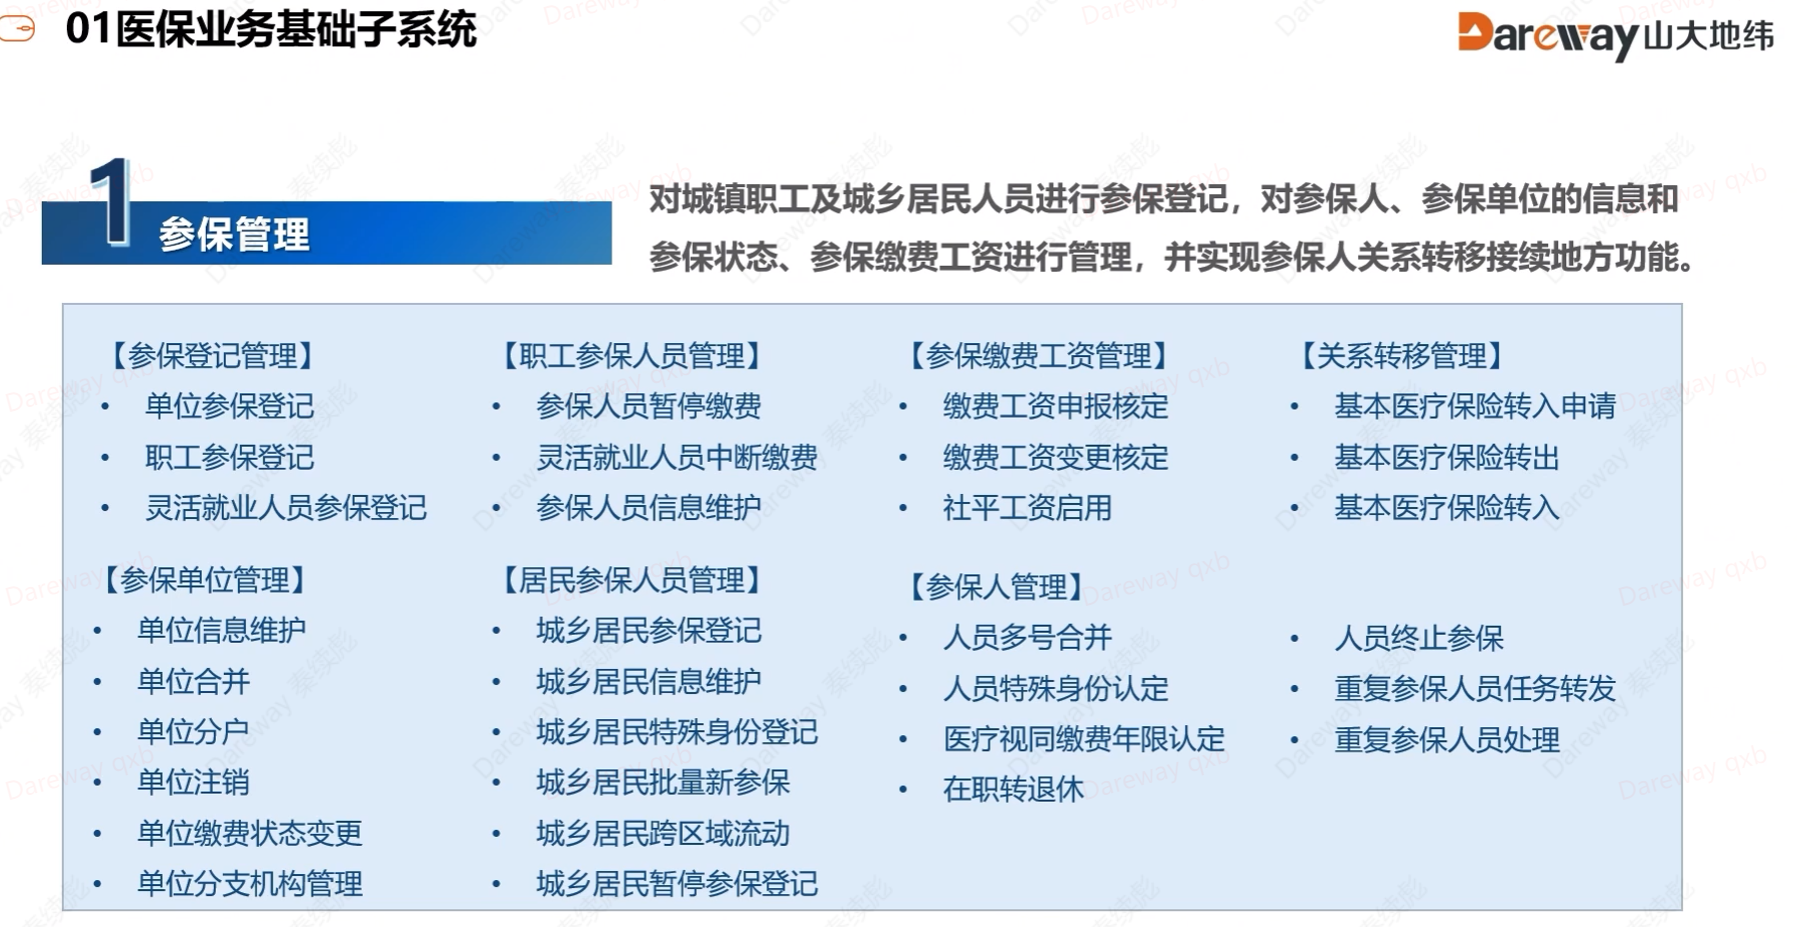 01医保业务基础子系统
Dareway山大地纬
1
参保管理
对城镇职工及城乡居民人员进行参保登记，对参保人、参保单位的信息和
参保状态、参保缴费工资进行管理，并实现参保人关系转移接续地方功能。
【参保登记管理】
• 单位参保登记
• 职工参保登记
• 灵活就业人员参保登记
【职工参保人员管理】
• 参保人员暂停缴费
• 灵活就业人员中断缴费
• 参保人员信息维护
【参保缴费工资管理】
• 缴费工资申报核定
• 缴费工资变更核定
• 社平工资启用
【关系转移管理】
• 基本医疗保险转入申请
• 基本医疗保险转出
• 基本医疗保险转入
【参保单位管理】
• 单位信息维护
• 单位合并
• 单位分户
• 单位注销
• 单位缴费状态变更
• 单位分支机构管理
【居民参保人员管理】
• 城乡居民参保登记
• 城乡居民信息维护
• 城乡居民特殊身份登记
• 城乡居民批量新参保
• 城乡居民跨区域流动
• 城乡居民暂停参保登记
【参保人管理】
• 人员多号合并
• 人员特殊身份认定
• 医疗视同缴费年限认定
• 在职转退休
• 人员终止参保
• 重复参保人员任务转发
• 重复参保人员处理
Dareway 秦续彪
Dareway qxb